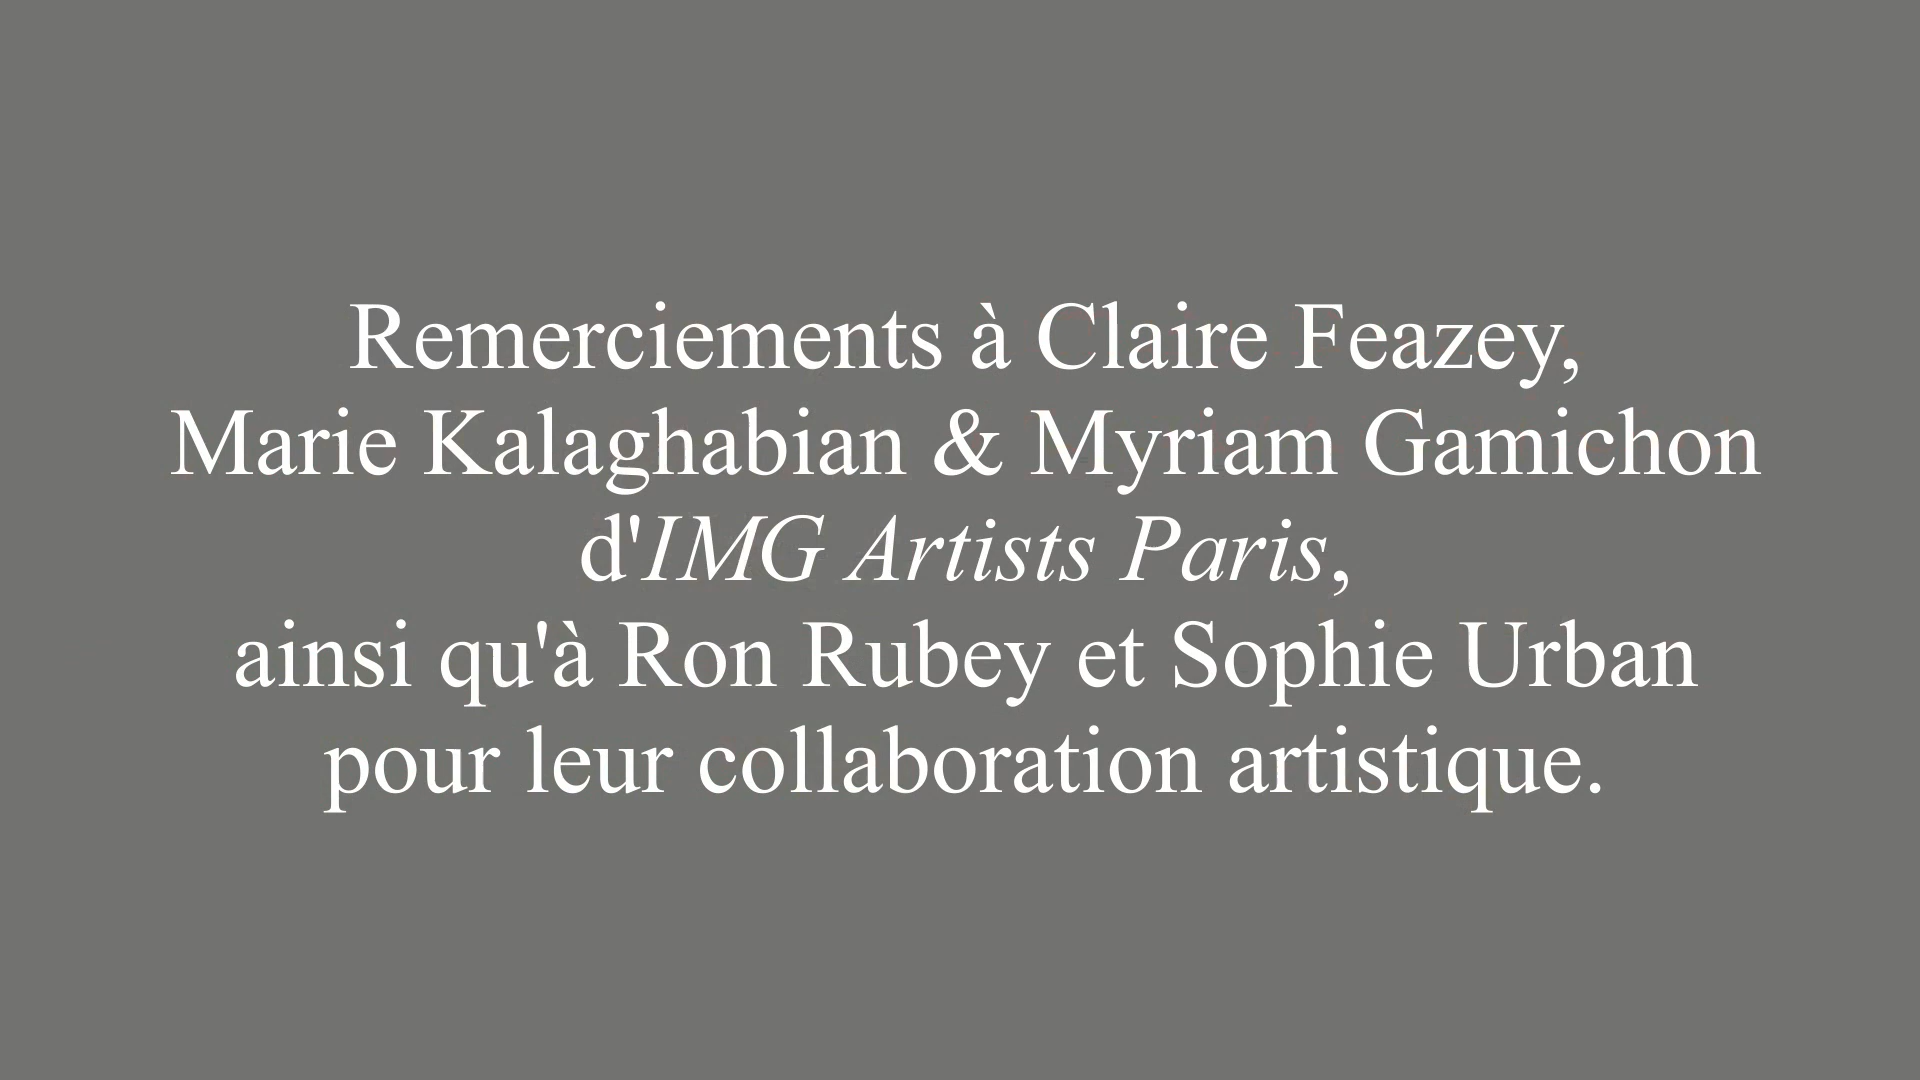 Remerciements à Claire Feazey,
Marie Kalaghabian & Myriam Gamichon
d'IMG Artists Paris,
ainsi qu'à Ron Rubey et Sophie Urban
pour leur collaboration artistique.